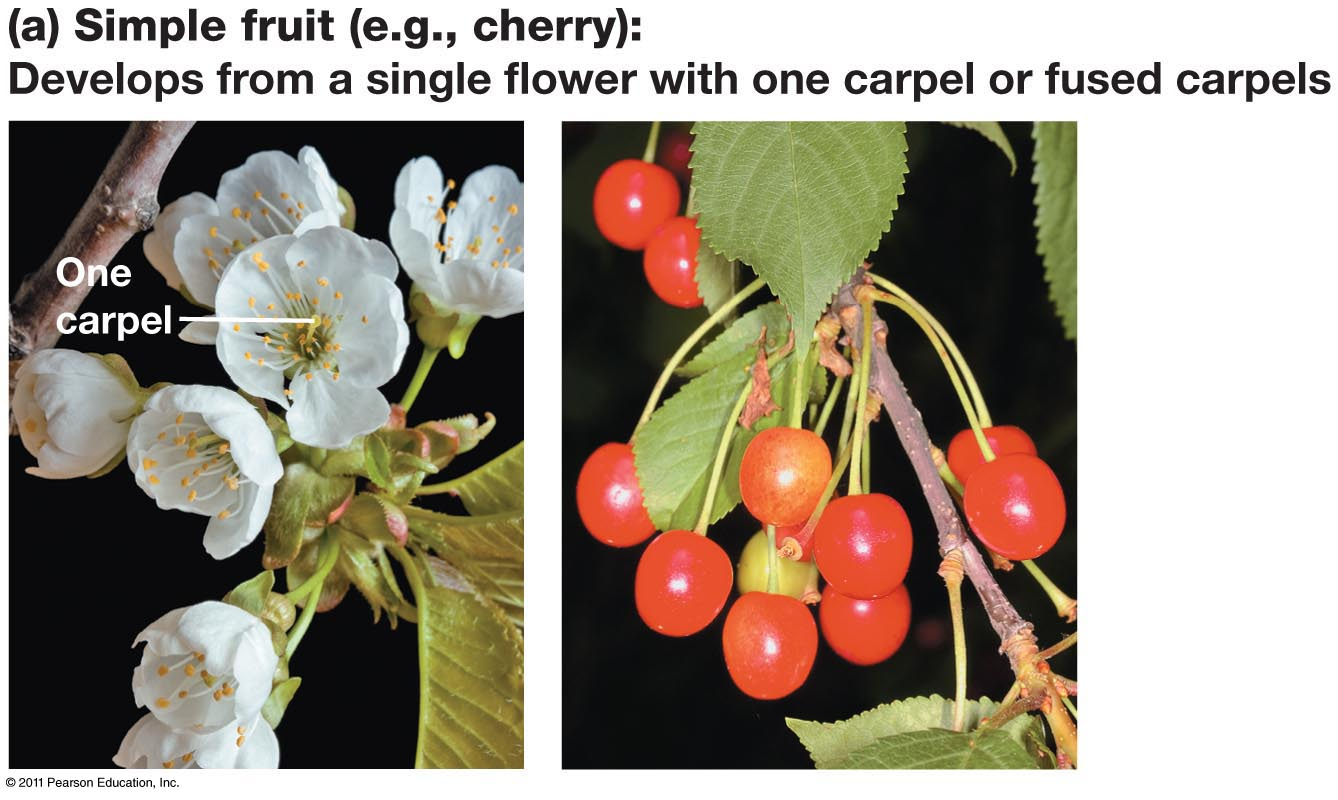 (a) Simple fruit (e.g., cherry):
Develops from a single flower with one carpel or fused carpels
One
carpel
© 2011 Pearson Education, Inc.